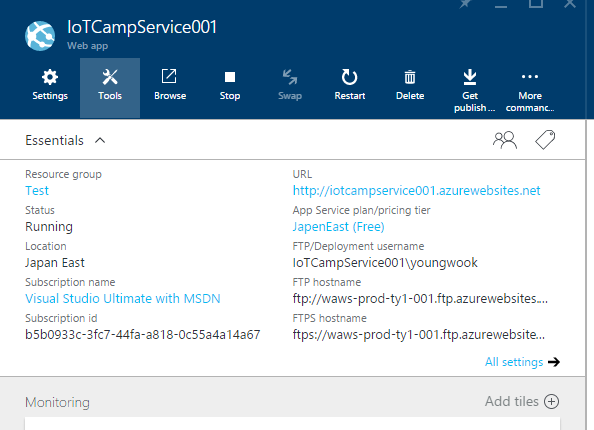 IoTCampService001
Web app
Settings
Tools
Browse
Stop
Swap
Restart
Delete
Get publish ...
More commanc...
Essentials
Resource group
Test
URL
http://iotcampservice001.azurewebsites.net
Status
Running
App Service plan/pricing tier
JapenEast (Free)
Location
Japan East
FTP/Deployment username
IoTCampService001\youngwook
Subscription name
Visual Studio Ultimate with MSDN
FTP hostname
ftp://waws-prod-ty1-001.ftp.azurewebsites....
Subscription id
b5b0933c-3fc7-44fa-a818-0c55a4a14a67
FTPS hostname
ftps://waws-prod-ty1-001.ftp.azurewebsite...
All settings
Monitoring
Add tiles